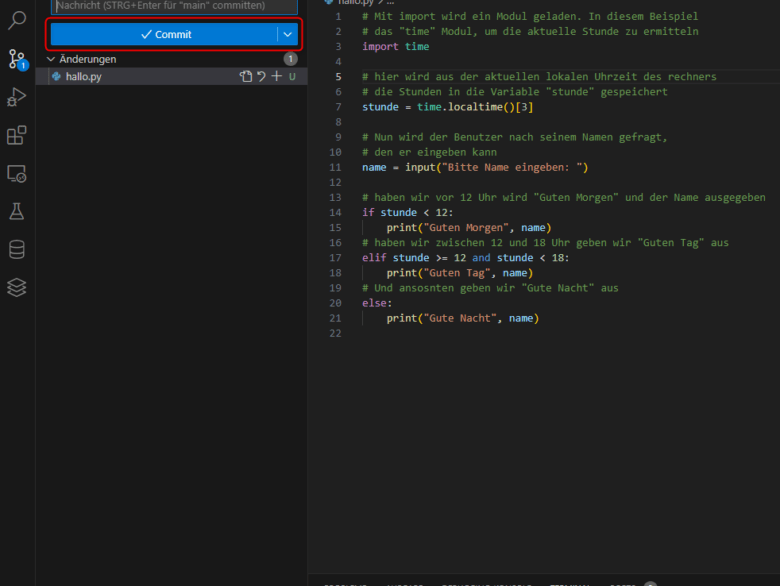 Nachricht (STRG+Enter für "main" committen)
Commit
Änderungen 1
hallo.py U
1
hallo.py > ...
1 # Mit import wird ein Modul geladen. In diesem Beispiel
2 # das "time" Modul, um die aktuelle Stunde zu ermitteln
3 import time
4
5 # hier wird aus der aktuellen lokalen Uhrzeit des rechners
6 # die Stunden in die Variable "stunde" gespeichert
7 stunde = time.localtime()[3]
8
9 # Nun wird der Benutzer nach seinem Namen gefragt,
10 # den er eingeben kann
11 name = input("Bitte Name eingeben: ")
12
13 # haben wir vor 12 Uhr wird "Guten Morgen" und der Name ausgegeben
14 if stunde < 12:
15 print("Guten Morgen", name)
16 # haben wir zwischen 12 und 18 Uhr geben wir "Guten Tag" aus
17 elif stunde >= 12 and stunde < 18:
18 print("Guten Tag", name)
19 # Und ansosnten geben wir "Gute Nacht" aus
20 else:
21 print("Gute Nacht", name)
22